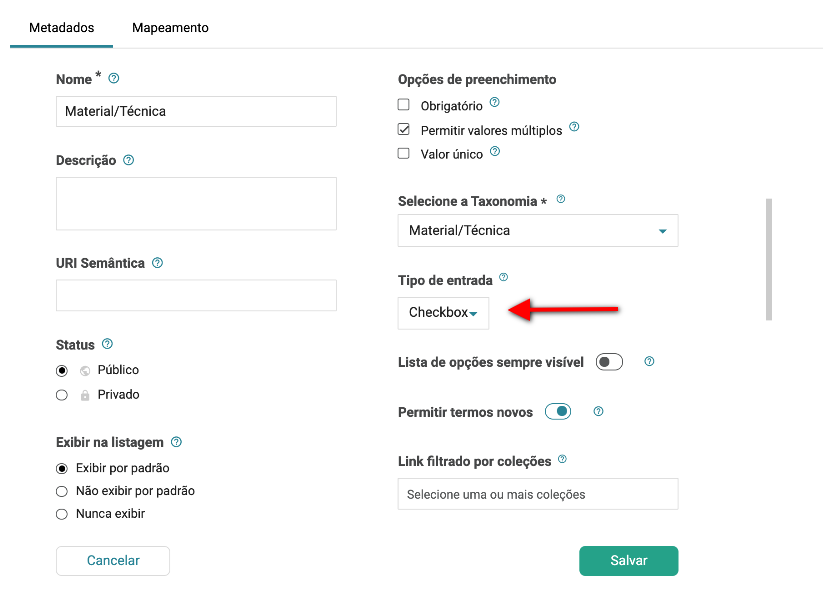 Metadados
Mapeamento
Nome *
Material/Técnica
Descrição
URI Semântica
Status
Público
Privado
Exibir na listagem
Exibir por padrão
Não exibir por padrão
Nunca exibir
Cancelar
Opções de preenchimento
Obrigatório
Permitir valores múltiplos
Valor único
Selecione a Taxonomia *
Material/Técnica
Tipo de entrada
Checkbox
Lista de opções sempre visível
Permitir termos novos
Link filtrado por coleções
Selecione uma ou mais coleções
Salvar